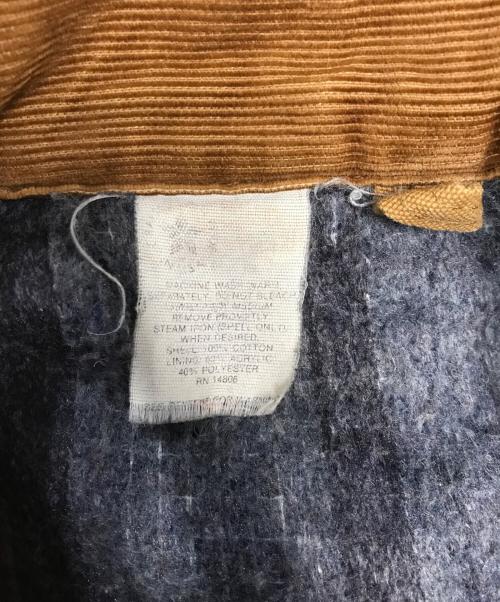 MACHINE WASH, WARM
SEPARATELY, DO NOT BLEACH
MEDIUM
REMOVE PROMPTLY
STEAM IRON (SHELL ONLY)
WHEN DESIRED.
SHELL: 100% COTTON
LINING: 60% ACRYLIC
40% POLYESTER
RN 14806